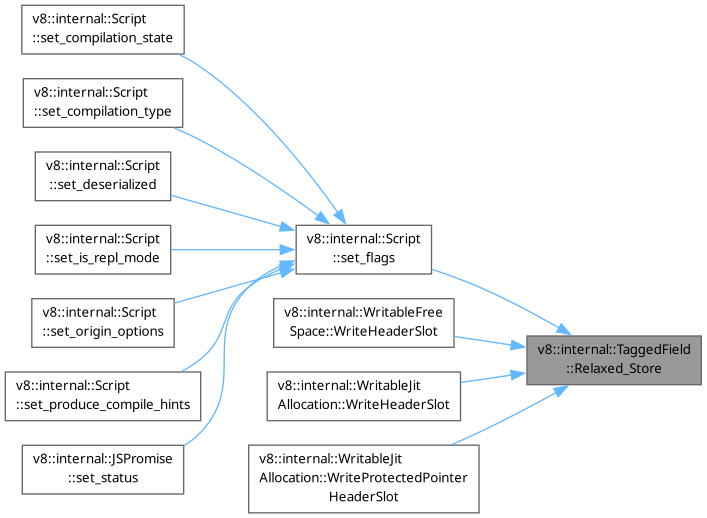 v8::internal::Script
::set_compilation_state
v8::internal::Script
::set_compilation_type
v8::internal::Script
::set_deserialized
v8::internal::Script
::set_is_repl_mode
v8::internal::Script
::set_origin_options
v8::internal::Script
::set_produce_compile_hints
v8::internal::JSPromise
::set_status
v8::internal::Script
::set_flags
v8::internal::WritableFree
Space::WriteHeaderSlot
v8::internal::WritableJit
Allocation::WriteHeaderSlot
v8::internal::WritableJit
Allocation::WriteProtectedPointer
HeaderSlot
v8::internal::TaggedField
::Relaxed_Store